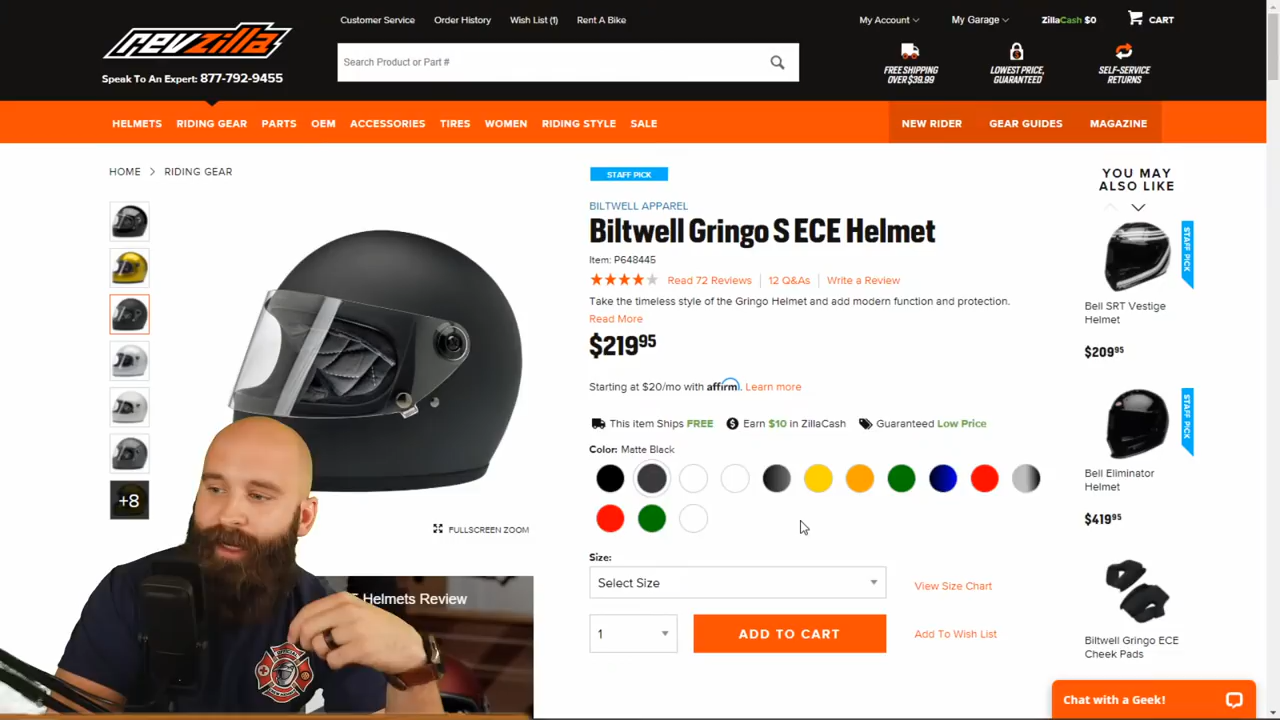 Customer Service
Order History
Wish List (1)
Rent A Bike
My Account
My Garage
ZillaCash $0
CART
revzilla
Speak To An Expert: 877-792-9455
Search Product or Part #
FREE SHIPPING
OVER $39.99
LOWEST PRICE,
GUARANTEED
SELF-SERVICE
RETURNS
HELMETS
RIDING GEAR
PARTS
OEM
ACCESSORIES
TIRES
WOMEN
RIDING STYLE
SALE
NEW RIDER
GEAR GUIDES
MAGAZINE
HOME > RIDING GEAR
+8
FULLSCREEN ZOOM
E Helmets Review
STAFF PICK
BILTWELL APPAREL
Biltwell Gringo S ECE Helmet
Item: P648445
Read 72 Reviews
12 Q&As
Write a Review
Take the timeless style of the Gringo Helmet and add modern function and protection.
Read More
$21995
Starting at $20/mo with affirm. Learn more
This item Ships FREE
Earn $10 in ZillaCash
Guaranteed Low Price
Color: Matte Black
Size:
Select Size
View Size Chart
1
ADD TO CART
Add To Wish List
YOU MAY
ALSO LIKE
STAFF PICK
Bell SRT Vestige
Helmet
$20995
STAFF PICK
Bell Eliminator
Helmet
$41995
Biltwell Gringo ECE
Cheek Pads
Chat with a Geek!